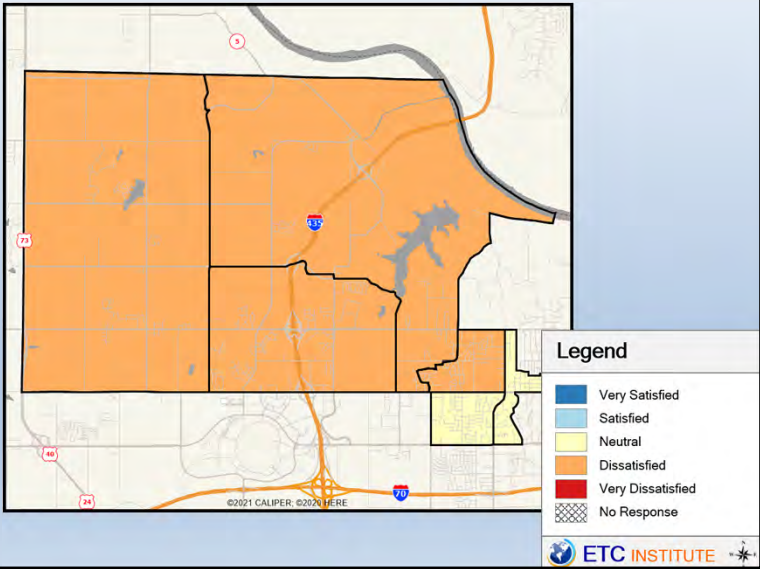 5
435
73
Legend
Very Satisfied
Satisfied
Neutral
Dissatisfied
Very Dissatisfied
No Response
40
24
70
©2021 CALIPER; ©2020 HERE
ETC INSTITUTE
N
W E
S